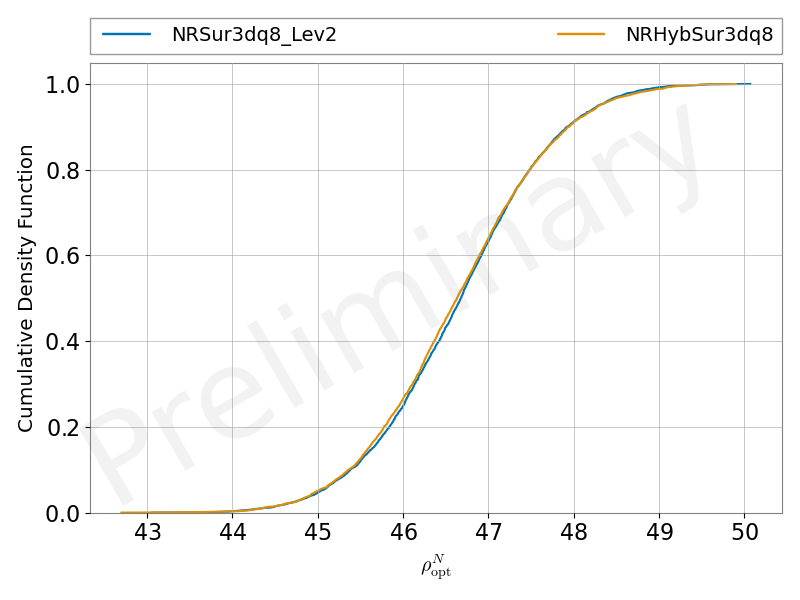 NRSur3dq8_Lev2 NRHybSur3dq8
1.0
0.8
0.6
0.4
0.2
0.0
Cumulative Density Function
Preliminary
43 44 45 46 47 48 49 50
ρ_opt^N